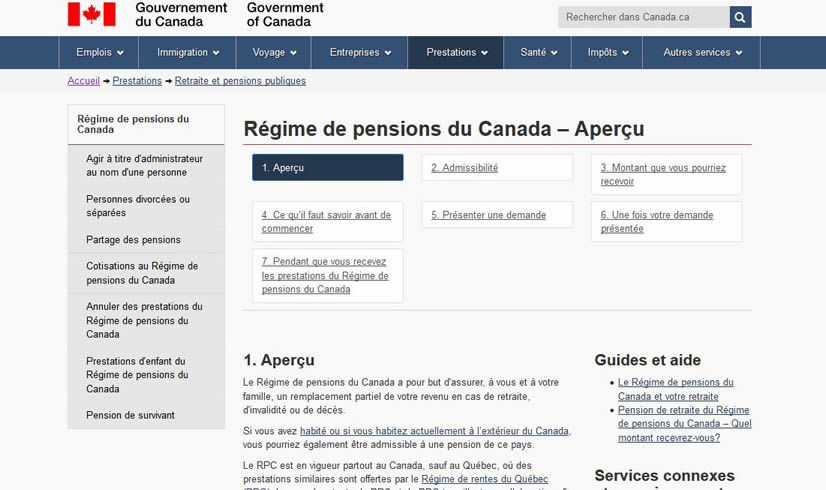 Gouvernement du Canada
Government of Canada
Rechercher dans Canada.ca
Emplois
Immigration
Voyage
Entreprises
Prestations
Santé
Impôts
Autres services
Accueil ➔ Prestations ➔ Retraite et pensions publiques
Régime de pensions du
Canada
Agir à titre d'administrateur
au nom d'une personne
Personnes divorcées ou
séparées
Partage des pensions
Cotisations au Régime de
pensions du Canada
Annuler des prestations du
Régime de pensions du
Canada
Prestations d'enfant du
Régime de pensions du
Canada
Pension de survivant
Régime de pensions du Canada – Aperçu
1. Aperçu
2. Admissibilité
3. Montant que vous pourriez
recevoir
4. Ce qu'il faut savoir avant de
commencer
5. Présenter une demande
6. Une fois votre demande
présentée
7. Pendant que vous recevez
les prestations du Régime de
pensions du Canada
1. Aperçu
Le Régime de pensions du Canada a pour but d'assurer, à vous et à votre
famille, un remplacement partiel de votre revenu en cas de retraite,
d'invalidité ou de décès.
Si vous avez habité ou si vous habitez actuellement à l'extérieur du Canada,
vous pourriez également être admissible à une pension de ce pays.
Le RPC est en vigueur partout au Canada, sauf au Québec, où des
prestations similaires sont offertes par le Régime de rentes du Québec
Guides et aide
• Le Régime de pensions du
Canada et votre retraite
• Pension de retraite du Régime
de pensions du Canada – Quel
montant recevrez-vous?
Services connexes